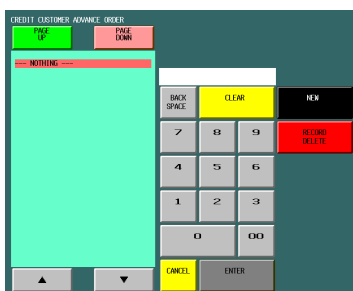 CREDIT CUSTOMER ADVANCE ORDER
PAGE
UP
PAGE
DOWN
--- NOTHING ---
BACK
SPACE
CLEAR
NEW
7
8
9
RECORD
DELETE
4
5
6
1
2
3
0
00
CANCEL
ENTER